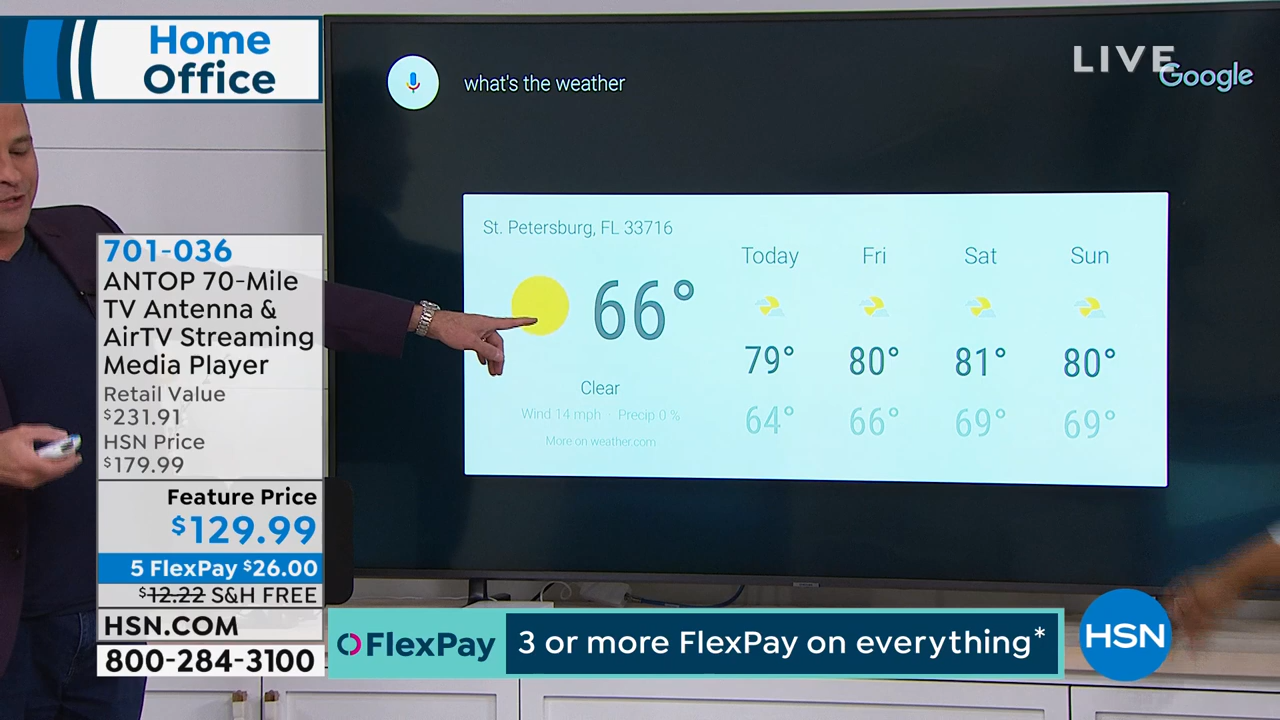 Home
Office
LIVE
Google
what's the weather
St. Petersburg, FL 33716
66°
Clear
Wind 14 mph Precip 0 %
More on weather.com
Today Fri Sat Sun
79° 80° 81° 80°
64° 66° 69° 69°
701-036
ANTOP 70-Mile
TV Antenna &
AirTV Streaming
Media Player
Retail Value
$231.91
HSN Price
$179.99
Feature Price
$129.99
5 FlexPay $26.00
$12.22 S&H FREE
HSN.COM
800-284-3100
FlexPay
3 or more FlexPay on everything*
HSN